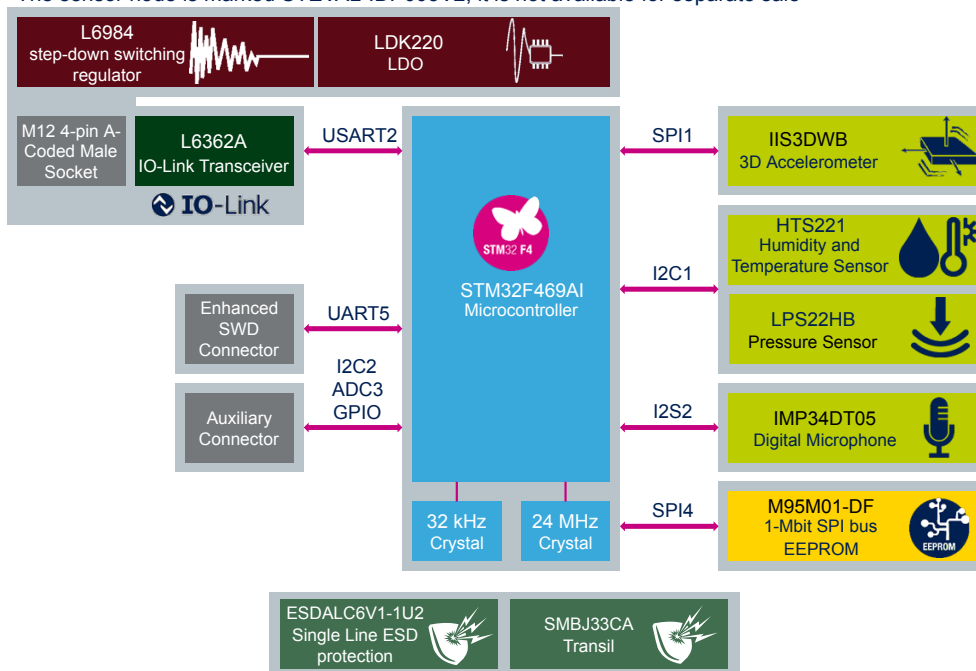 L6984
step-down switching
regulator
LDK220
LDO
M12 4-pin A-
Coded Male
Socket
L6362A
IO-Link Transceiver
IO-Link
USART2
STM32 F4
STM32F469AI
Microcontroller
SPI1
IIS3DWB
3D Accelerometer
I2C1
HTS221
Humidity and
Temperature Sensor
LPS22HB
Pressure Sensor
Enhanced
SWD
Connector
UART5
Auxiliary
Connector
I2C2
ADC3
GPIO
I2S2
IMP34DT05
Digital Microphone
32 kHz
Crystal
24 MHz
Crystal
SPI4
M95M01-DF
1-Mbit SPI bus
EEPROM
EEPROM
ESDALC6V1-1U2
Single Line ESD
protection
SMBJ33CA
Transil